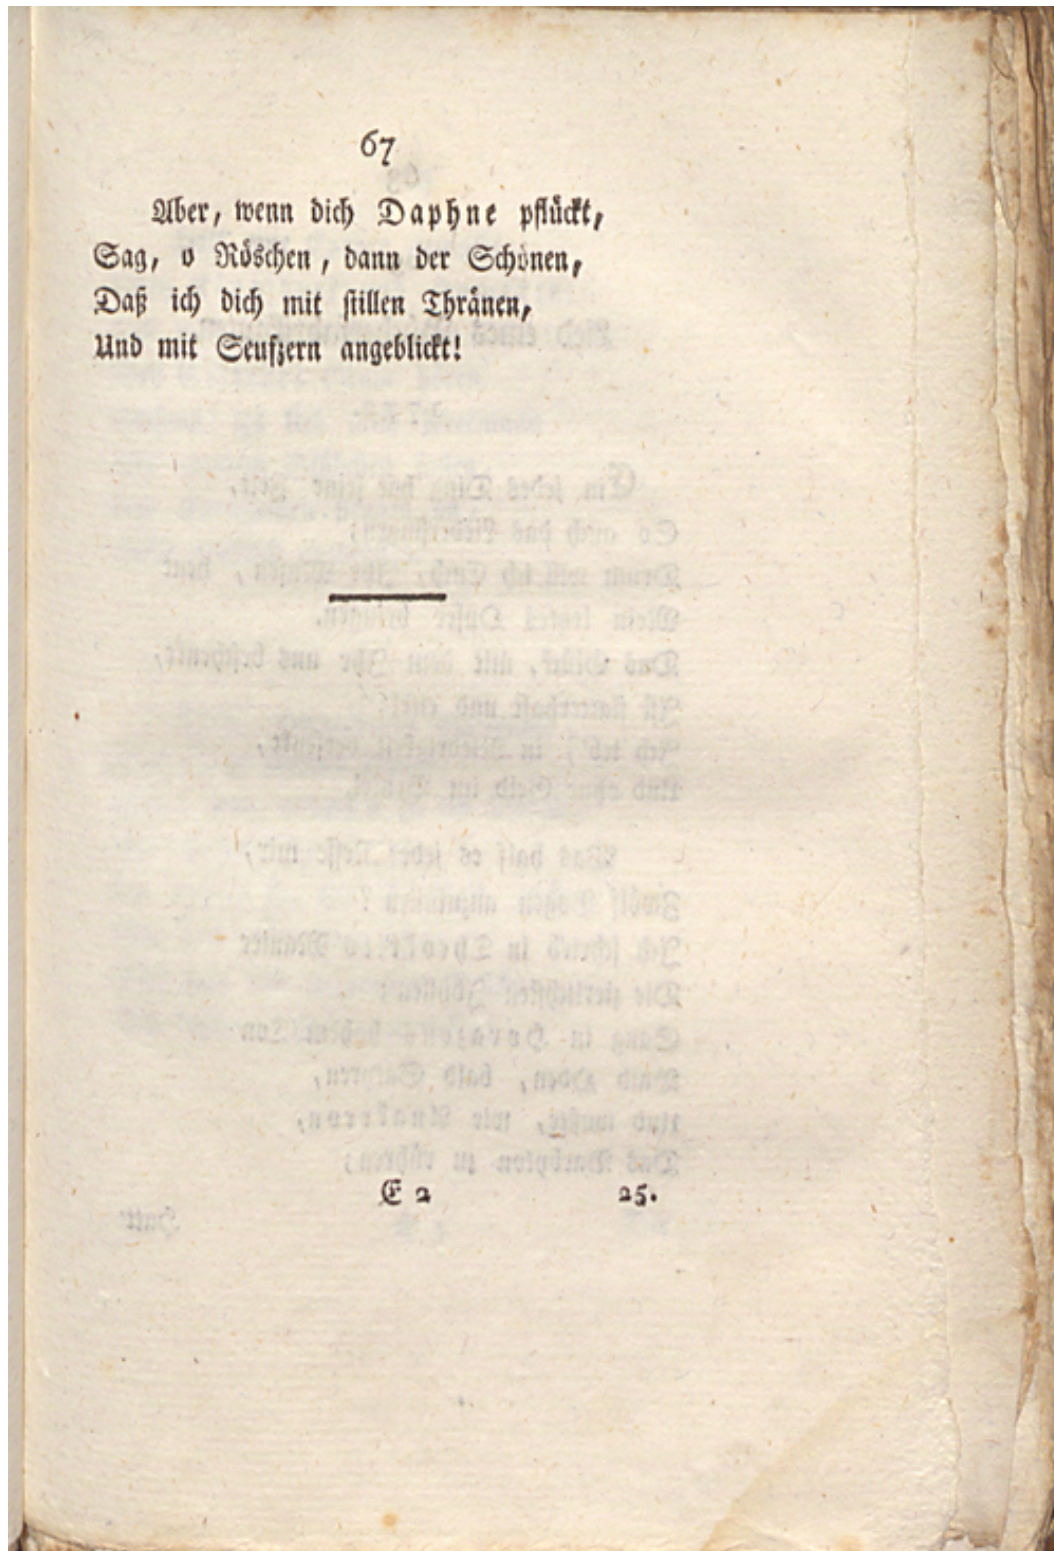 67
Aber, wenn dich Daphne pflückt,
Sag, o Röschen, dann der Schönen,
Daß ich dich mit stillen Thränen,
Und mit Seufzern angeblickt!
E 2 25.